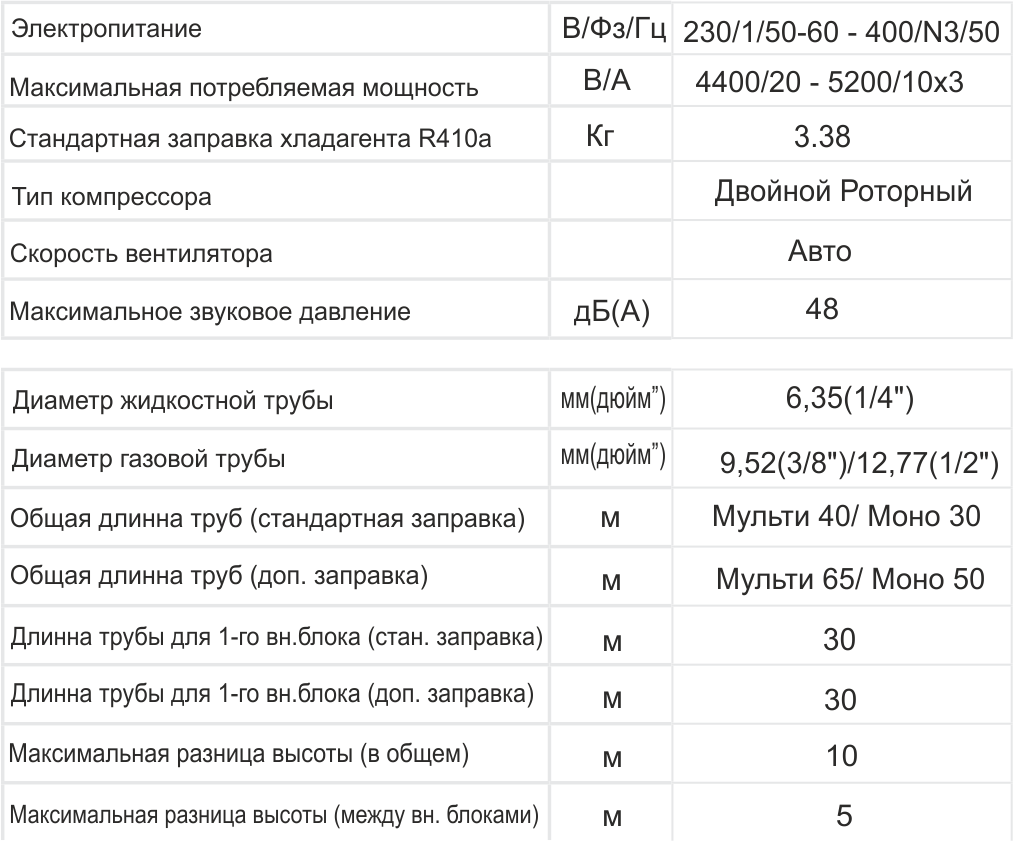 Электропитание В/Фз/Гц 230/1/50-60 - 400/N3/50
Максимальная потребляемая мощность В/А 4400/20 - 5200/10x3
Стандартная заправка хладагента R410a Кг 3.38
Тип компрессора Двойной Роторный
Скорость вентилятора Авто
Максимальное звуковое давление дБ(А) 48
Диаметр жидкостной трубы мм(дюйм”) 6,35(1/4")
Диаметр газовой трубы мм(дюйм”) 9,52(3/8")/12,77(1/2")
Общая длинна труб (стандартная заправка) м Мульти 40/ Моно 30
Общая длинна труб (доп. заправка) м Мульти 65/ Моно 50
Длинна трубы для 1-го вн.блока (стан. заправка) м 30
Длинна трубы для 1-го вн.блока (доп. заправка) м 30
Максимальная разница высоты (в общем) м 10
Максимальная разница высоты (между вн. блоками) м 5